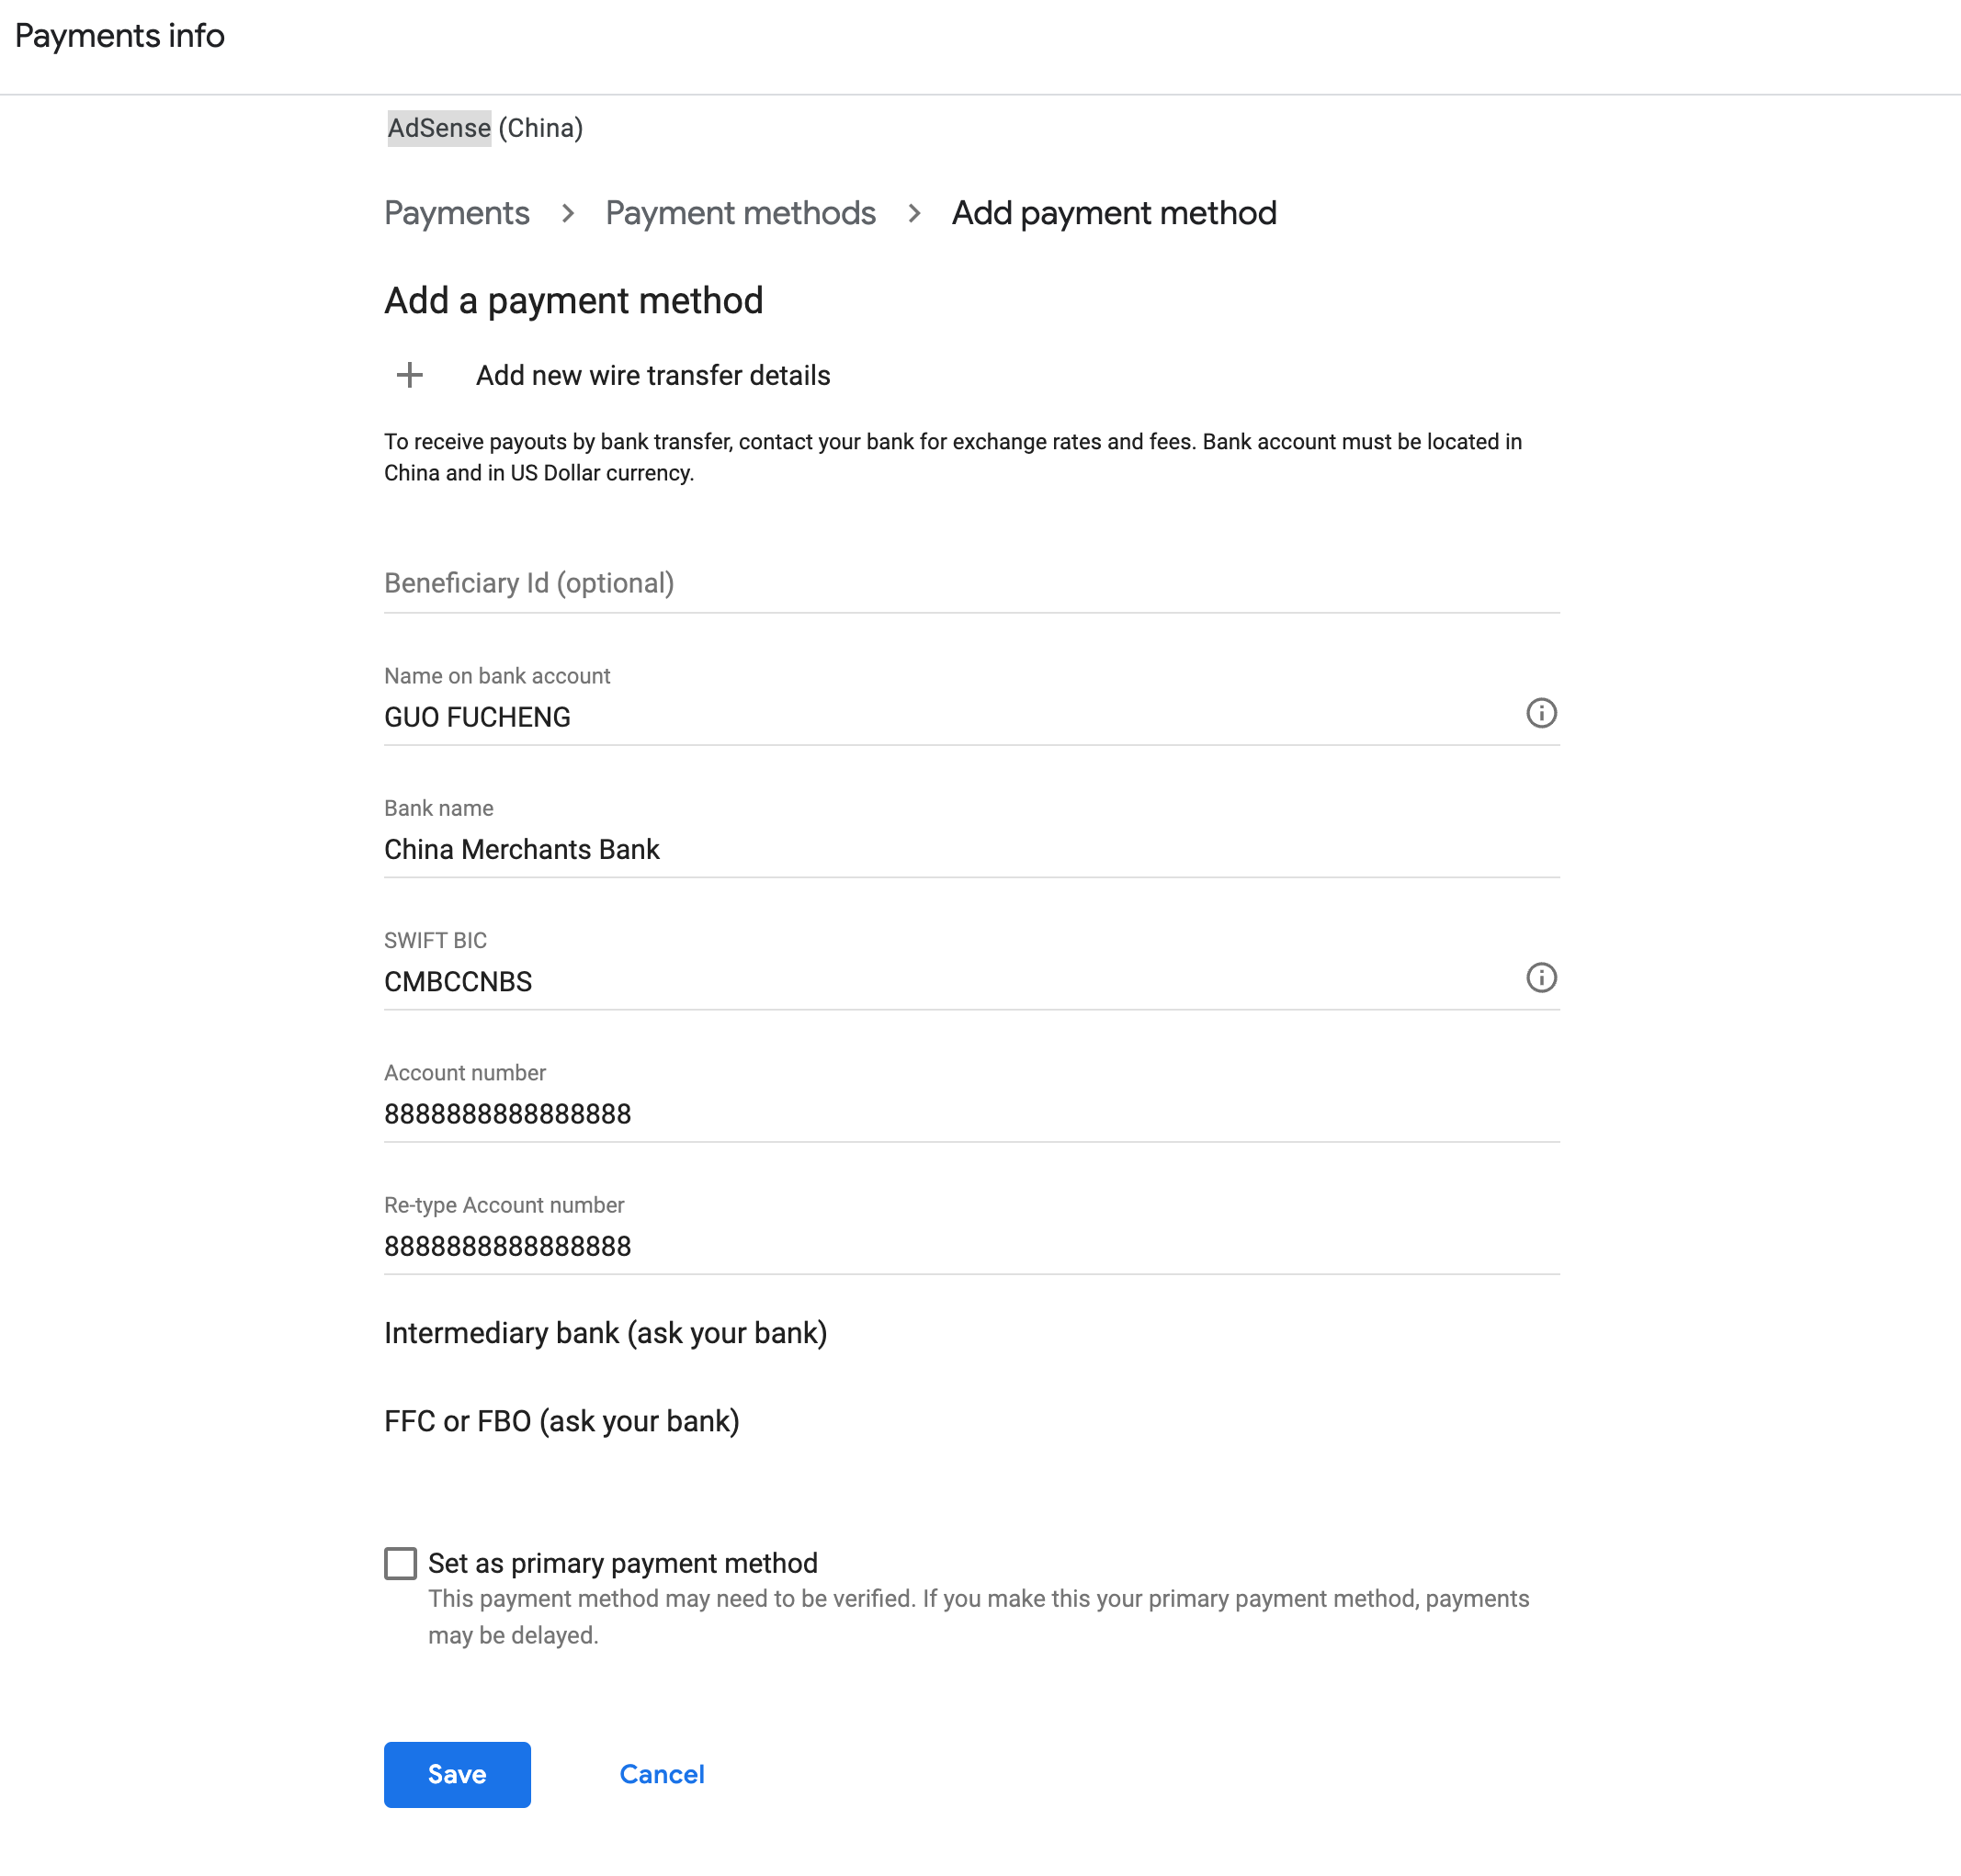 Payments info
AdSense (China)
Payments > Payment methods > Add payment method
Add a payment method
+ Add new wire transfer details
To receive payouts by bank transfer, contact your bank for exchange rates and fees. Bank account must be located in
China and in US Dollar currency.
Beneficiary Id (optional)
Name on bank account
GUO FUCHENG
Bank name
China Merchants Bank
SWIFT BIC
CMBCCNBS
Account number
8888888888888888
Re-type Account number
8888888888888888
Intermediary bank (ask your bank)
FFC or FBO (ask your bank)
Set as primary payment method
This payment method may need to be verified. If you make this your primary payment method, payments
may be delayed.
Save Cancel